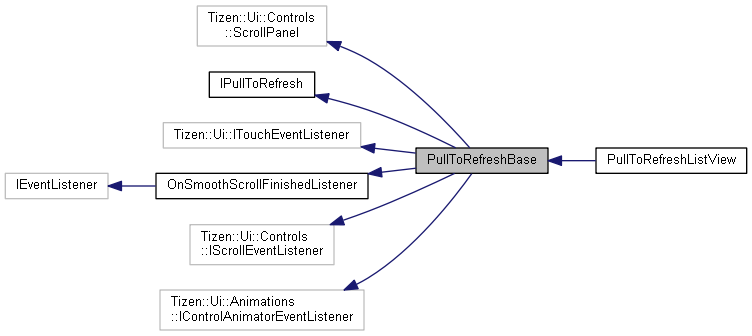 Tizen::Ui::Controls
::ScrollPanel
IPullToRefresh
Tizen::Ui::ITouchEventListener
PullToRefreshBase
PullToRefreshListView
IEventListener
OnSmoothScrollFinishedListener
Tizen::Ui::Controls
::IScrollEventListener
Tizen::Ui::Animations
::IControlAnimatorEventListener